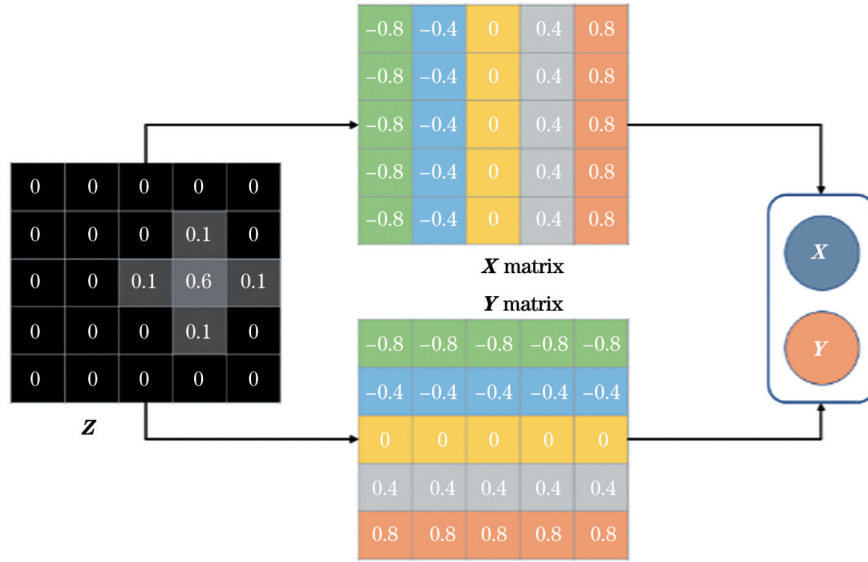 −0.8 −0.4 0 0.4 0.8
−0.8 −0.4 0 0.4 0.8
−0.8 −0.4 0 0.4 0.8
−0.8 −0.4 0 0.4 0.8
−0.8 −0.4 0 0.4 0.8
X matrix
0 0 0 0 0
0 0 0 0.1 0
0 0 0.1 0.6 0.1
0 0 0 0.1 0
0 0 0 0 0
Z
Y matrix
−0.8 −0.8 −0.8 −0.8 −0.8
−0.4 −0.4 −0.4 −0.4 −0.4
0 0 0 0 0
0.4 0.4 0.4 0.4 0.4
0.8 0.8 0.8 0.8 0.8
X
Y